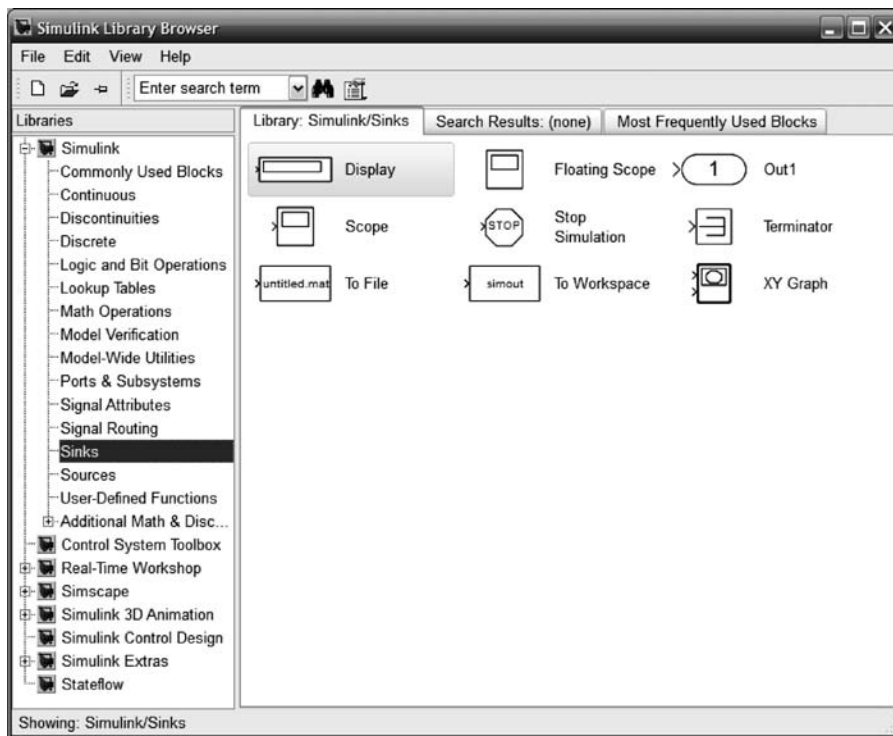 Simulink Library Browser
File Edit View Help
Enter search term
Libraries
Simulink
Commonly Used Blocks
Continuous
Discontinuities
Discrete
Logic and Bit Operations
Lookup Tables
Math Operations
Model Verification
Model-Wide Utilities
Ports & Subsystems
Signal Attributes
Signal Routing
Sinks
Sources
User-Defined Functions
Additional Math & Disc...
Control System Toolbox
Real-Time Workshop
Simscape
Simulink 3D Animation
Simulink Control Design
Simulink Extras
Stateflow
Library: Simulink/Sinks Search Results: (none) Most Frequently Used Blocks
Display Floating Scope 1 Out1
Scope STOP Stop Simulation Terminator
untitled.mat To File simout To Workspace XY Graph
Showing: Simulink/Sinks